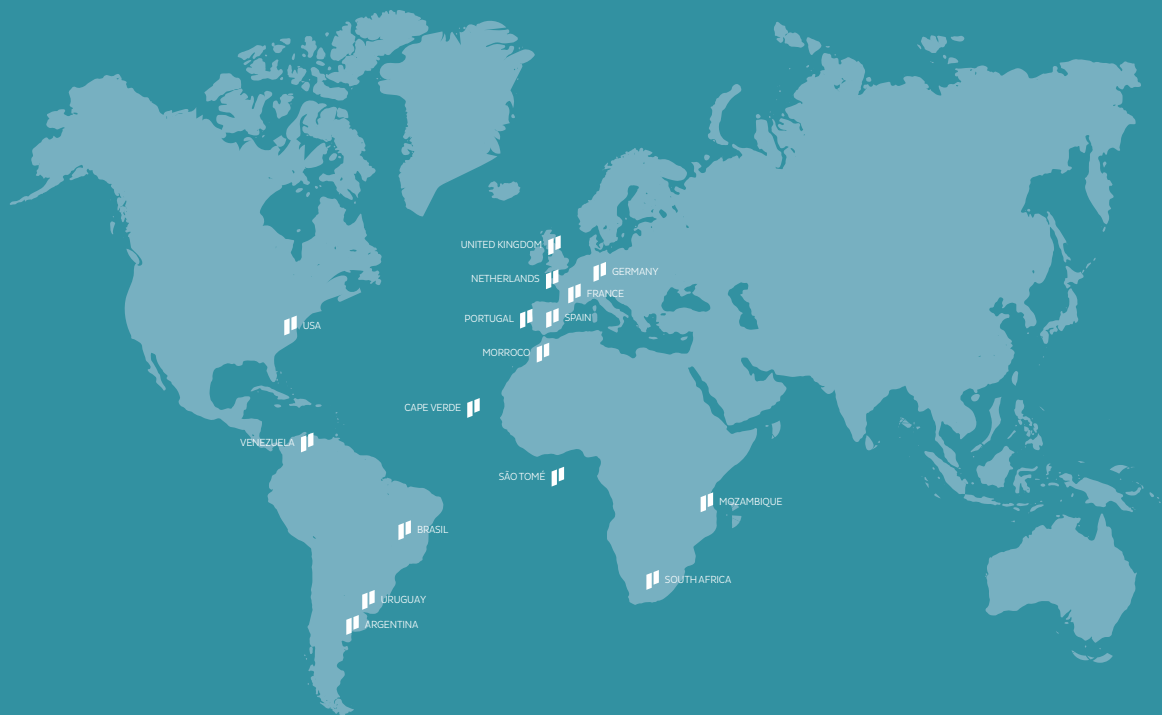 UNITED KINGDOM
GERMANY
NETHERLANDS
FRANCE
PORTUGAL
SPAIN
USA
MORROCO
CAPE VERDE
VENEZUELA
SÃO TOMÉ
MOZAMBIQUE
BRASIL
SOUTH AFRICA
URUGUAY
ARGENTINA